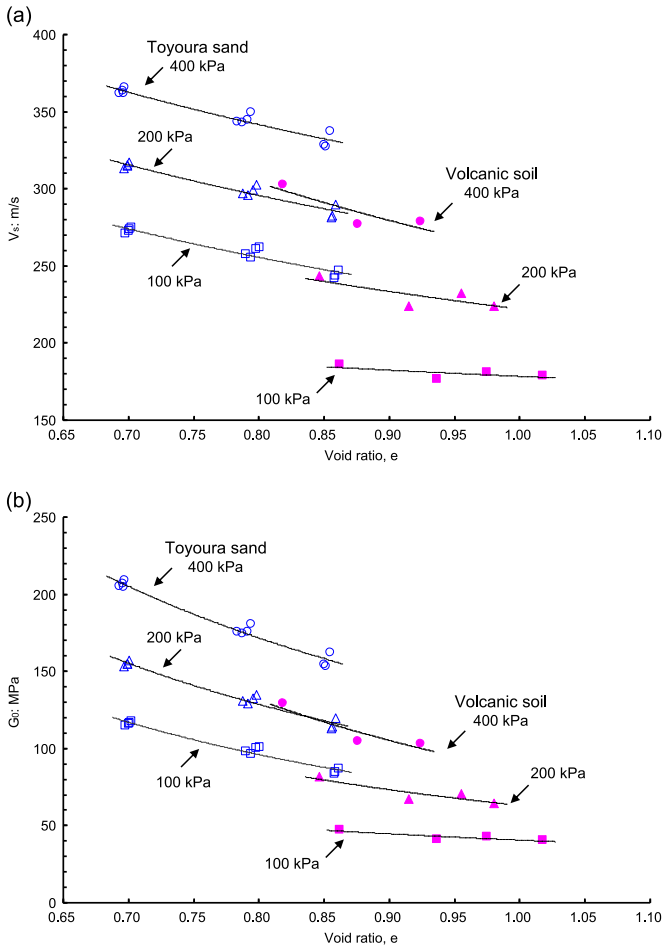 (a)
400
350
300
250
200
150
Vs: m/s
Toyoura sand
400 kPa
200 kPa
100 kPa
Volcanic soil
400 kPa
200 kPa
100 kPa
0.65 0.70 0.75 0.80 0.85 0.90 0.95 1.00 1.05 1.10
Void ratio, e
(b)
250
200
150
100
50
0
G0: MPa
Toyoura sand
400 kPa
200 kPa
100 kPa
Volcanic soil
400 kPa
200 kPa
100 kPa
0.65 0.70 0.75 0.80 0.85 0.90 0.95 1.00 1.05 1.10
Void ratio, e